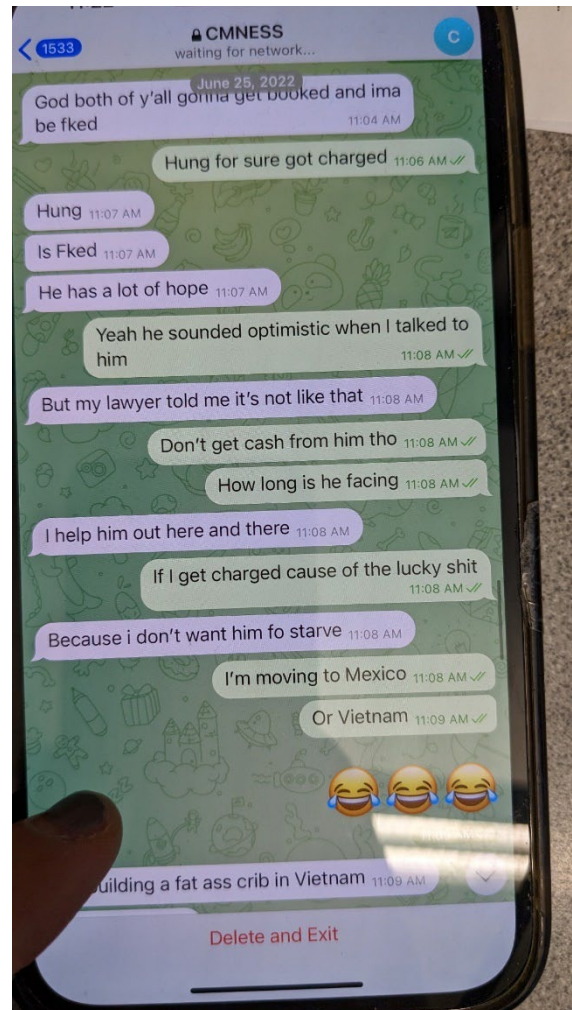 1533
CMNESS
waiting for network...
June 25, 2022
God both of y'all gonna get booked and ima
be fked
11:04 AM
Hung for sure got charged 11:06 AM
Hung 11:07 AM
Is Fked 11:07 AM
He has a lot of hope 11:07 AM
Yeah he sounded optimistic when I talked to
him
11:08 AM
But my lawyer told me it's not like that 11:08 AM
Don't get cash from him tho 11:08 AM
How long is he facing 11:08 AM
I help him out here and there 11:08 AM
If I get charged cause of the lucky shit
11:08 AM
Because i don't want him fo starve 11:08 AM
I'm moving to Mexico 11:08 AM
Or Vietnam 11:09 AM
uilding a fat ass crib in Vietnam 11:09 AM
Delete and Exit
C